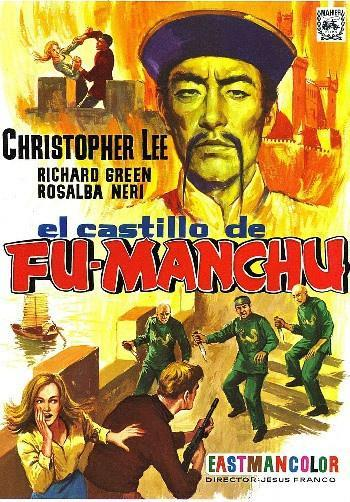 CHRISTOPHER LEE
RICHARD GREEN
ROSALBA NERI
el castillo de
FU-MANCHU
EASTMANCOLOR
DIRECTOR: JESUS FRANCO